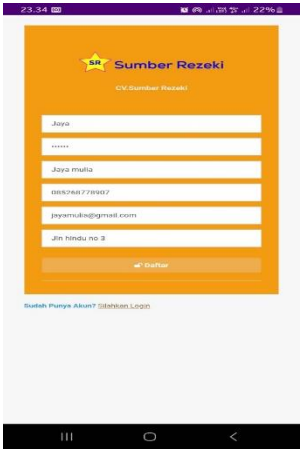 23.34
22%
SR Sumber Rezeki
CV.Sumber Rezeki
Jaya
••••••
Jaya mulia
085260778907
jayamulia@gmail.com
Jln hindu no 3
Daftar
Sudah Punya Akun? Silahkan Login